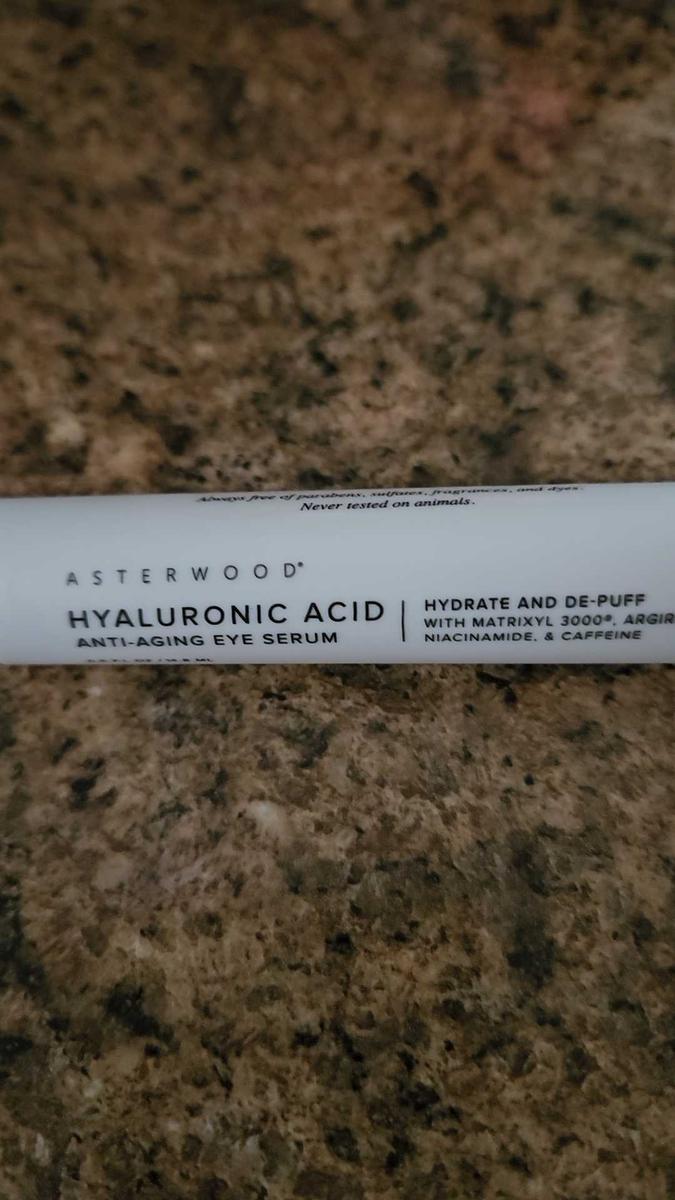 Always free of parabens, sulfates, fragrances, and dyes.
Never tested on animals.
ASTERWOOD®
HYALURONIC ACID
ANTI-AGING EYE SERUM
HYDRATE AND DE-PUFF
WITH MATRIXYL 3000®, ARGIR
NIACINAMIDE, & CAFFEINE